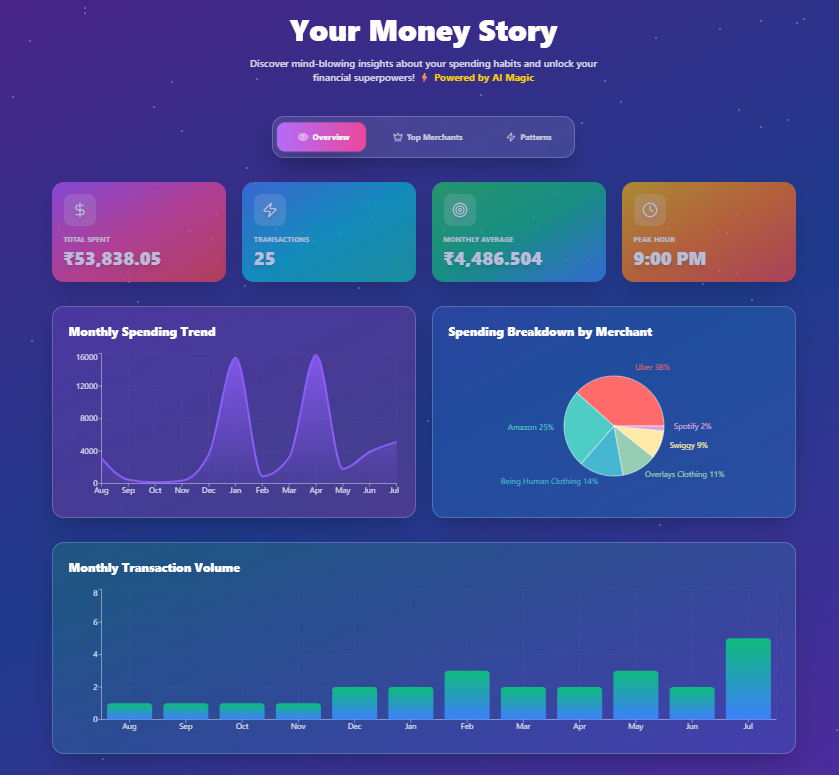 Your Money Story
Discover mind-blowing insights about your spending habits and unlock your
financial superpowers! ⚡ Powered by AI Magic
Overview
Top Merchants
Patterns
TOTAL SPENT
₹53,838.05
TRANSACTIONS
25
MONTHLY AVERAGE
₹4,486.504
PEAK HOUR
9:00 PM
Monthly Spending Trend
16000
12000
8000
4000
0
Aug Sep Oct Nov Dec Jan Feb Mar Apr May Jun Jul
Spending Breakdown by Merchant
Uber 38%
Amazon 25%
Spotify 2%
Swiggy 9%
Overlays Clothing 11%
Being Human Clothing 14%
Monthly Transaction Volume
8
6
4
2
0
Aug Sep Oct Nov Dec Jan Feb Mar Apr May Jun Jul